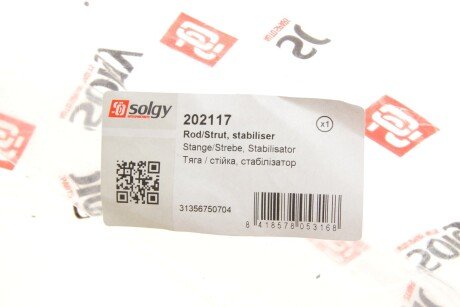 solgy
202117
x1
Rod/Strut, stabiliser
Stange/Strebe, Stabilisator
Тяга / стійка, стабілізатор
31356750704
8 418578 053168